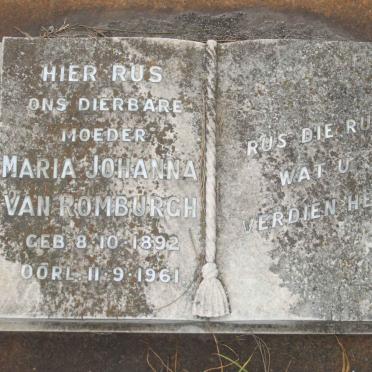 HIER RUS
ONS DIERBARE
MOEDER
MARIA JOHANNA
VAN ROMBURGH
GEB. 8·10·1892
OORL. 11·9·1961
RUS DIE RU
WAT U
VERDIEN HE